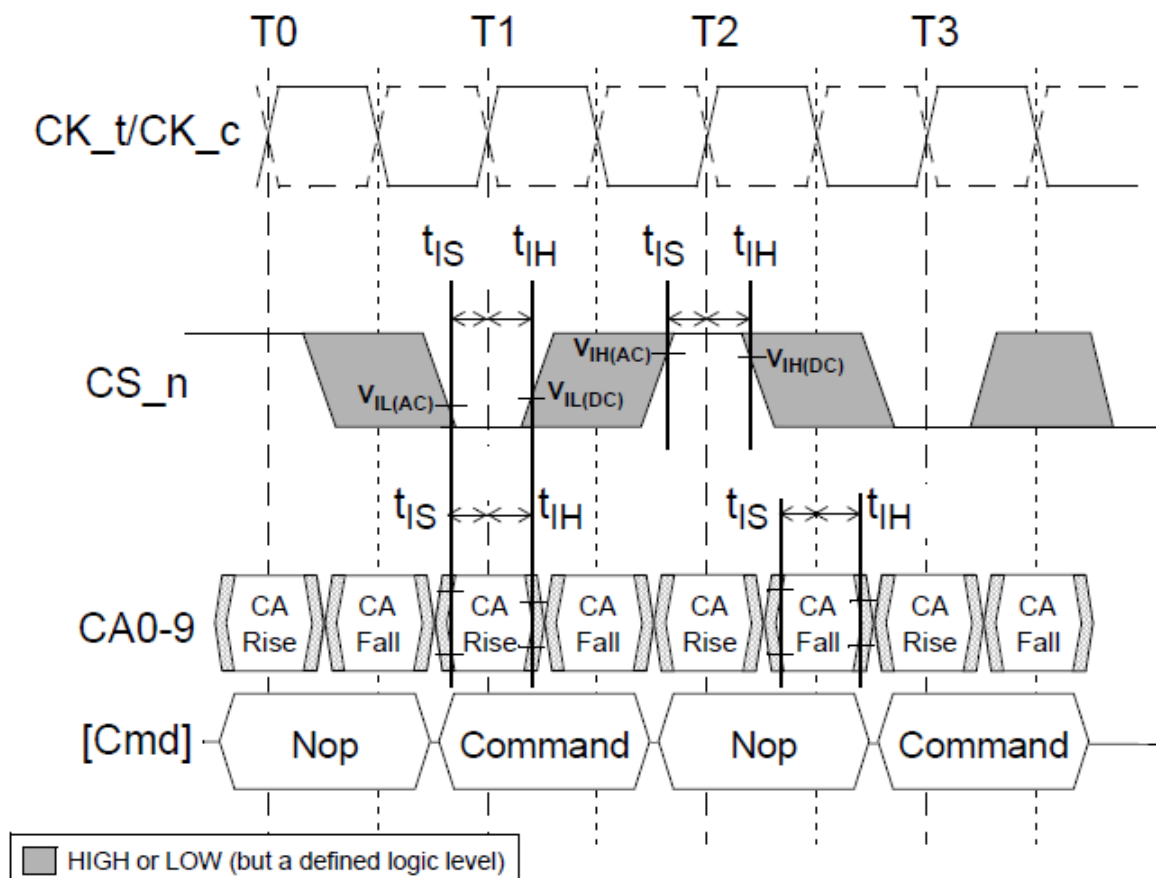 T0 T1 T2 T3
CK_t/CK_c
tIS tIH tIS tIH
CS_n
VIH(AC) VIH(DC)
VIL(AC) VIL(DC)
tIS tIH tIS tIH
CA0-9
CA CA CA CA CA CA CA CA
Rise Fall Rise Fall Rise Fall Rise Fall
[Cmd] Nop Command Nop Command
HIGH or LOW (but a defined logic level)